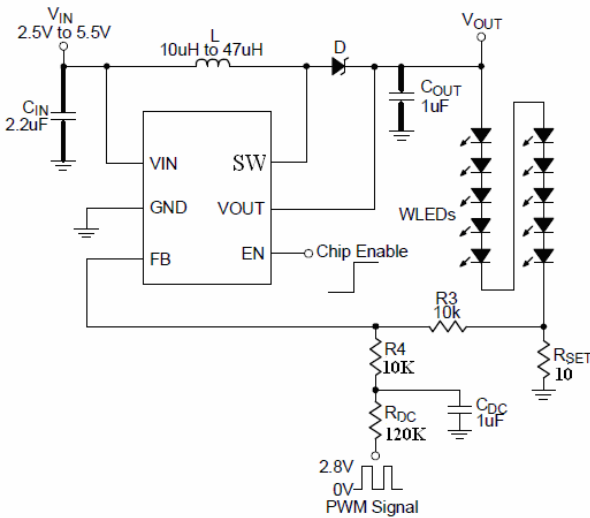 VIN
2.5V to 5.5V
L
10uH to 47uH
D
VOUT
CIN
2.2uF
COUT
1uF
VIN
SW
GND
VOUT
FB
EN
Chip Enable
WLEDs
R3
10k
R4
10K
RSET
10
RDC
120K
CDC
1uF
2.8V
0V
PWM Signal